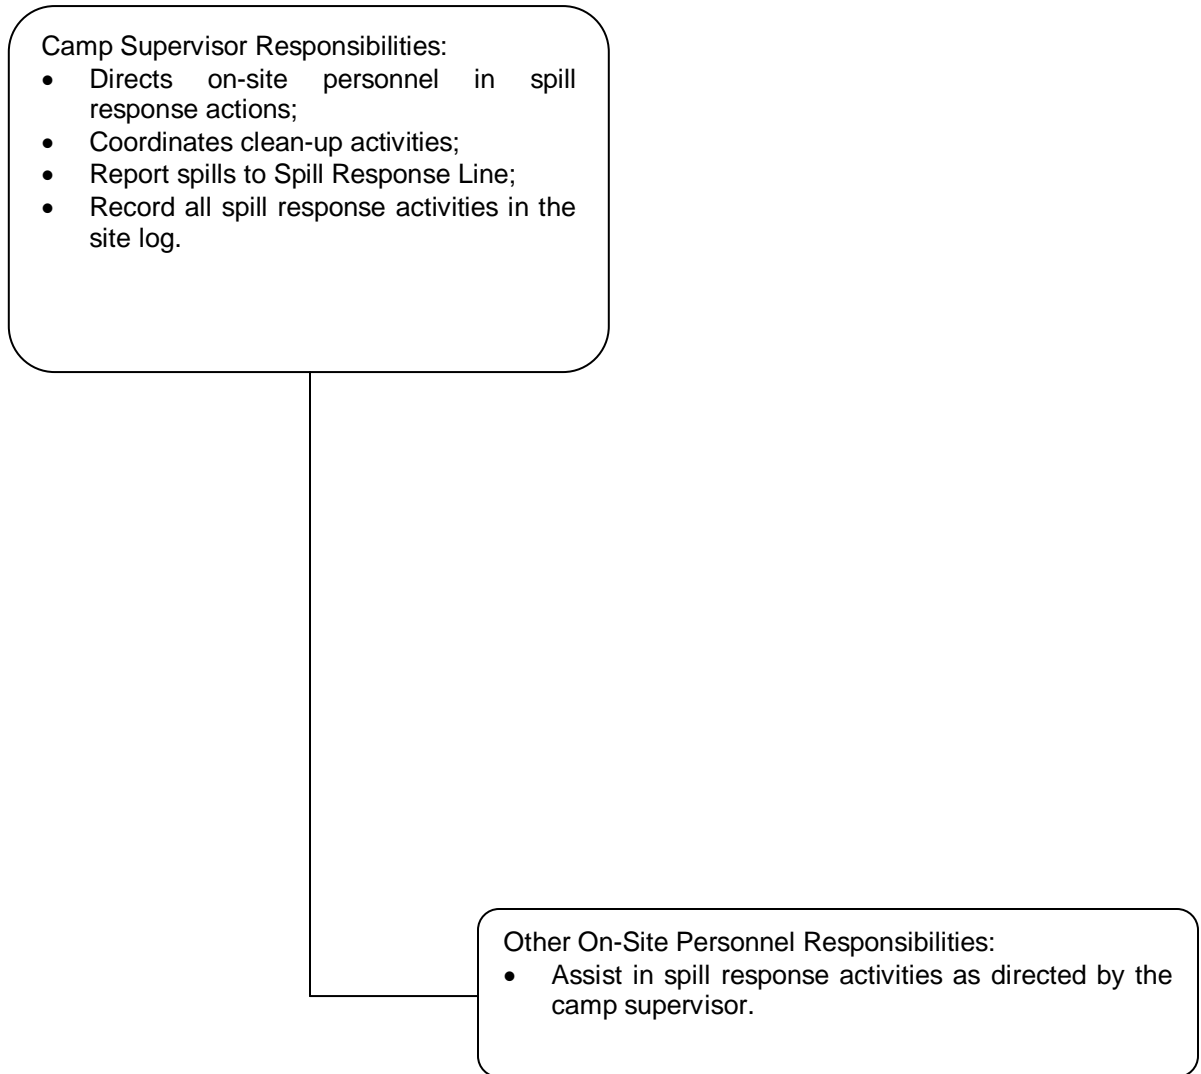 Camp Supervisor Responsibilities:
• Directs on-site personnel in spill
response actions;
• Coordinates clean-up activities;
• Report spills to Spill Response Line;
• Record all spill response activities in the
site log.
Other On-Site Personnel Responsibilities:
• Assist in spill response activities as directed by the
camp supervisor.